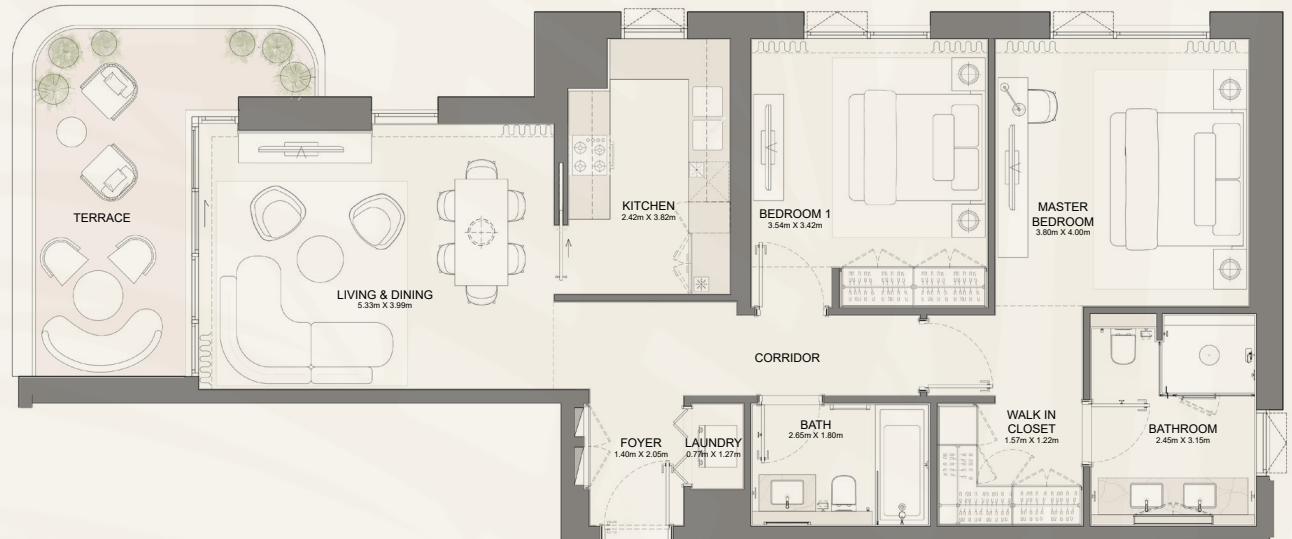 TERRACE
LIVING & DINING
5.33m X 3.99m
KITCHEN
2.42m X 3.82m
BEDROOM 1
3.54m X 3.42m
MASTER
BEDROOM
3.80m X 4.00m
CORRIDOR
FOYER
1.40m X 2.05m
LAUNDRY
0.77m X 1.27m
BATH
2.65m X 1.80m
WALK IN
CLOSET
1.57m X 1.22m
BATHROOM
2.45m X 3.15m